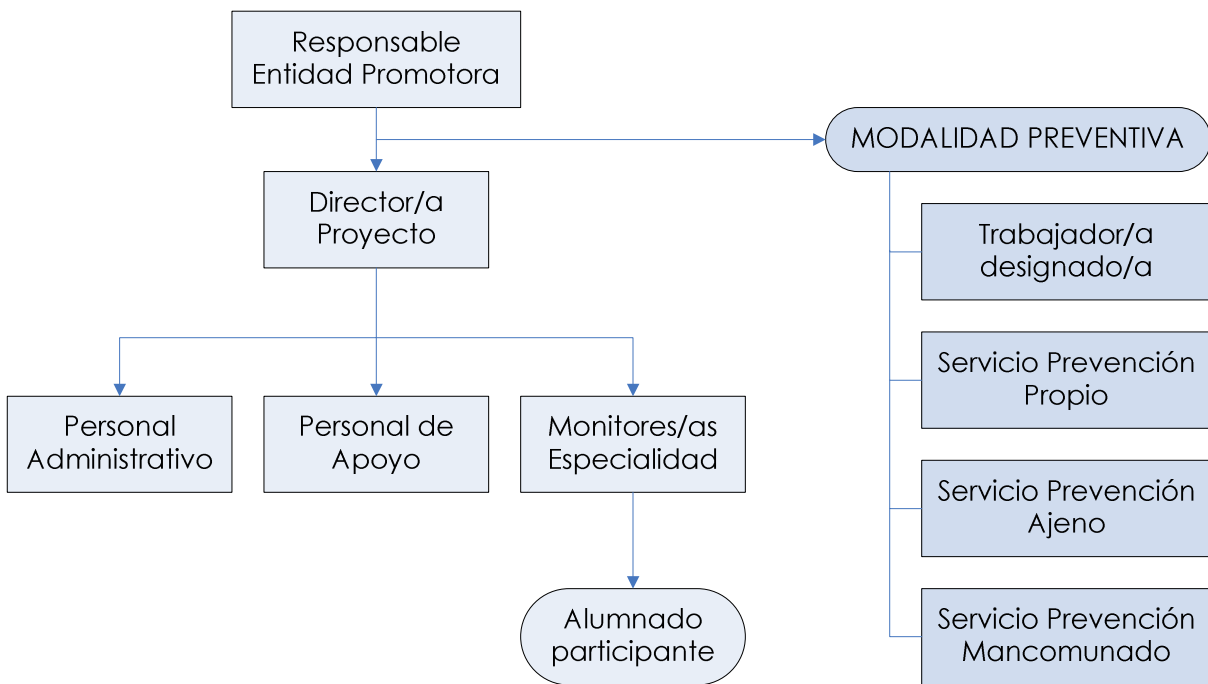 Responsable
Entidad Promotora
MODALIDAD PREVENTIVA
Director/a
Proyecto
Trabajador/a
designado/a
Servicio Prevención
Propio
Personal
Administrativo
Personal de
Apoyo
Monitores/as
Especialidad
Servicio Prevención
Ajeno
Alumnado
participante
Servicio Prevención
Mancomunado